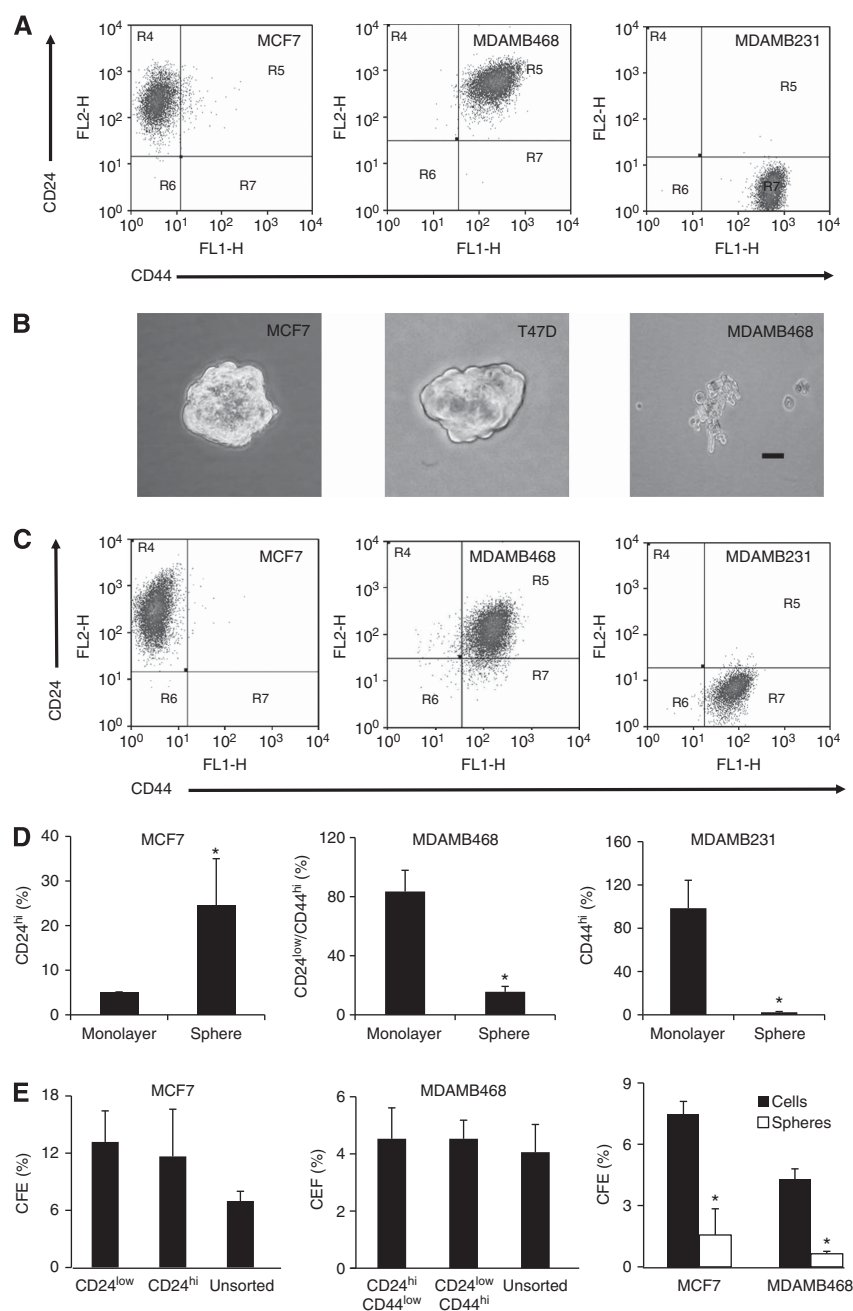 A
CD24
FL2-H
10⁴
10³
10²
10¹
10⁰
R4
MCF7
R5
R6
R7
10⁰ 10¹ 10² 10³ 10⁴
FL1-H
FL2-H
10⁴
10³
10²
10¹
10⁰
R4
MDAMB468
R5
R6
R7
10⁰ 10¹ 10² 10³ 10⁴
FL1-H
FL2-H
10⁴
10³
10²
10¹
10⁰
R4
MDAMB231
R5
R6
R7
10⁰ 10¹ 10² 10³ 10⁴
FL1-H
CD44
B
MCF7
T47D
MDAMB468
C
CD24
FL2-H
10⁴
10³
10²
10¹
10⁰
R4
MCF7
R6
R7
10⁰ 10¹ 10² 10³ 10⁴
FL1-H
FL2-H
10⁴
10³
10²
10¹
10⁰
R4
MDAMB468
R5
R6
R7
10⁰ 10¹ 10² 10³ 10⁴
FL1-H
FL2-H
10⁴
10³
10²
10¹
10⁰
R4
MDAMB231
R5
R6
R7
10⁰ 10¹ 10² 10³ 10⁴
FL1-H
CD44
D
MCF7
CD24ʰⁱ (%)
40
30
20
10
0
*
Monolayer Sphere
MDAMB468
CD24ˡᵒʷ/CD44ʰⁱ (%)
120
80
40
0
*
Monolayer Sphere
MDAMB231
CD44ʰⁱ (%)
160
120
80
40
0
*
Monolayer Sphere
E
MCF7
CFE (%)
18
12
6
0
CD24ˡᵒʷ CD24ʰⁱ Unsorted
MDAMB468
CEF (%)
6
4
2
0
CD24ʰⁱ CD24ˡᵒʷ Unsorted
CD44ˡᵒʷ CD44ʰⁱ
CFE (%)
9
6
3
0
Cells
Spheres
*
*
MCF7 MDAMB468